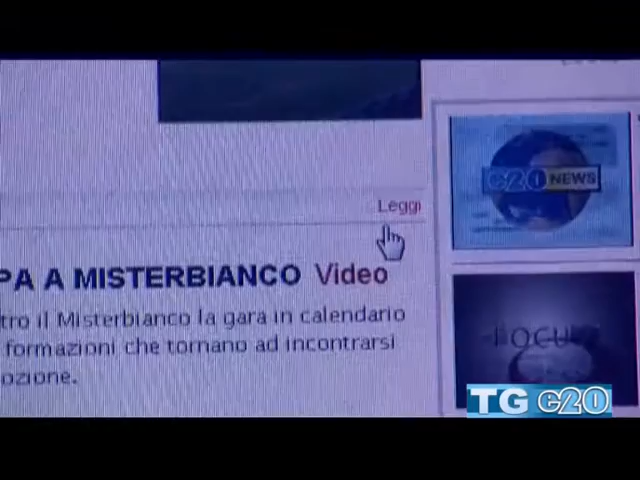 Leggi
e20 NEWS
PA A MISTERBIANCO Video
tro il Misterbianco la gara in calendario
formazioni che tornano ad incontrarsi
ozione.
FOCUS
TG e20